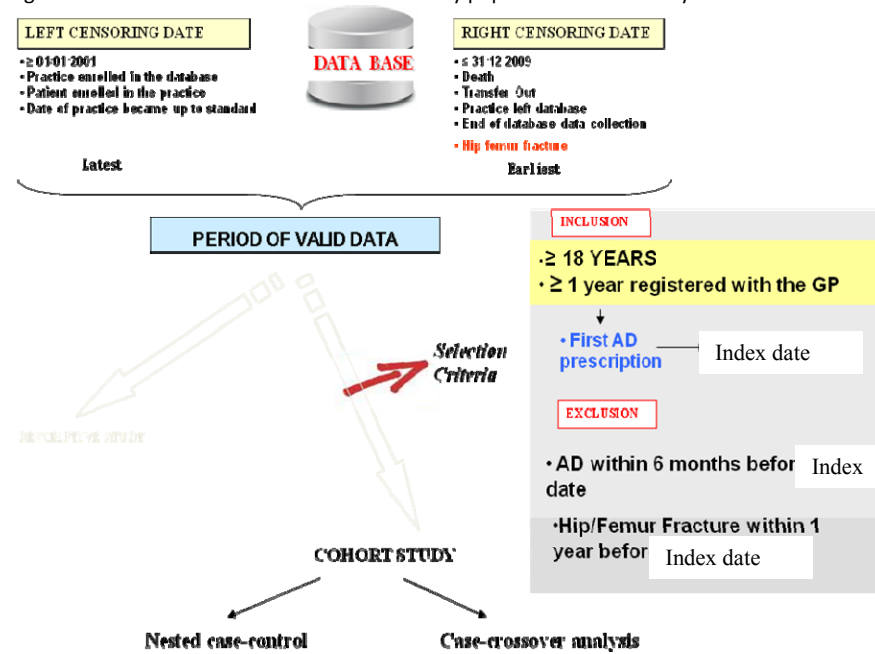 LEFT CENSORING DATE
• ≥ 01·01·2001
• Practice enrolled in the database
• Patient enrolled in the practice
• Date of practice became up to standard
Latest
DATA BASE
RIGHT CENSORING DATE
• ≤ 31·12 2009
• Death
• Transfer Out
• Practice left database
• End of database data collection
• Hip femur fracture
Earliest
PERIOD OF VALID DATA
INCLUSION
·≥ 18 YEARS
• ≥ 1 year registered with the GP
• First AD
prescription
Index date
Selection
Criteria
EXCLUSION
• AD within 6 months befor Index
date
•Hip/Femur Fracture within 1
year befor Index date
DESCRIPTIVE STUDY
COHORT STUDY
Nested case-control
Case-crossover analysis